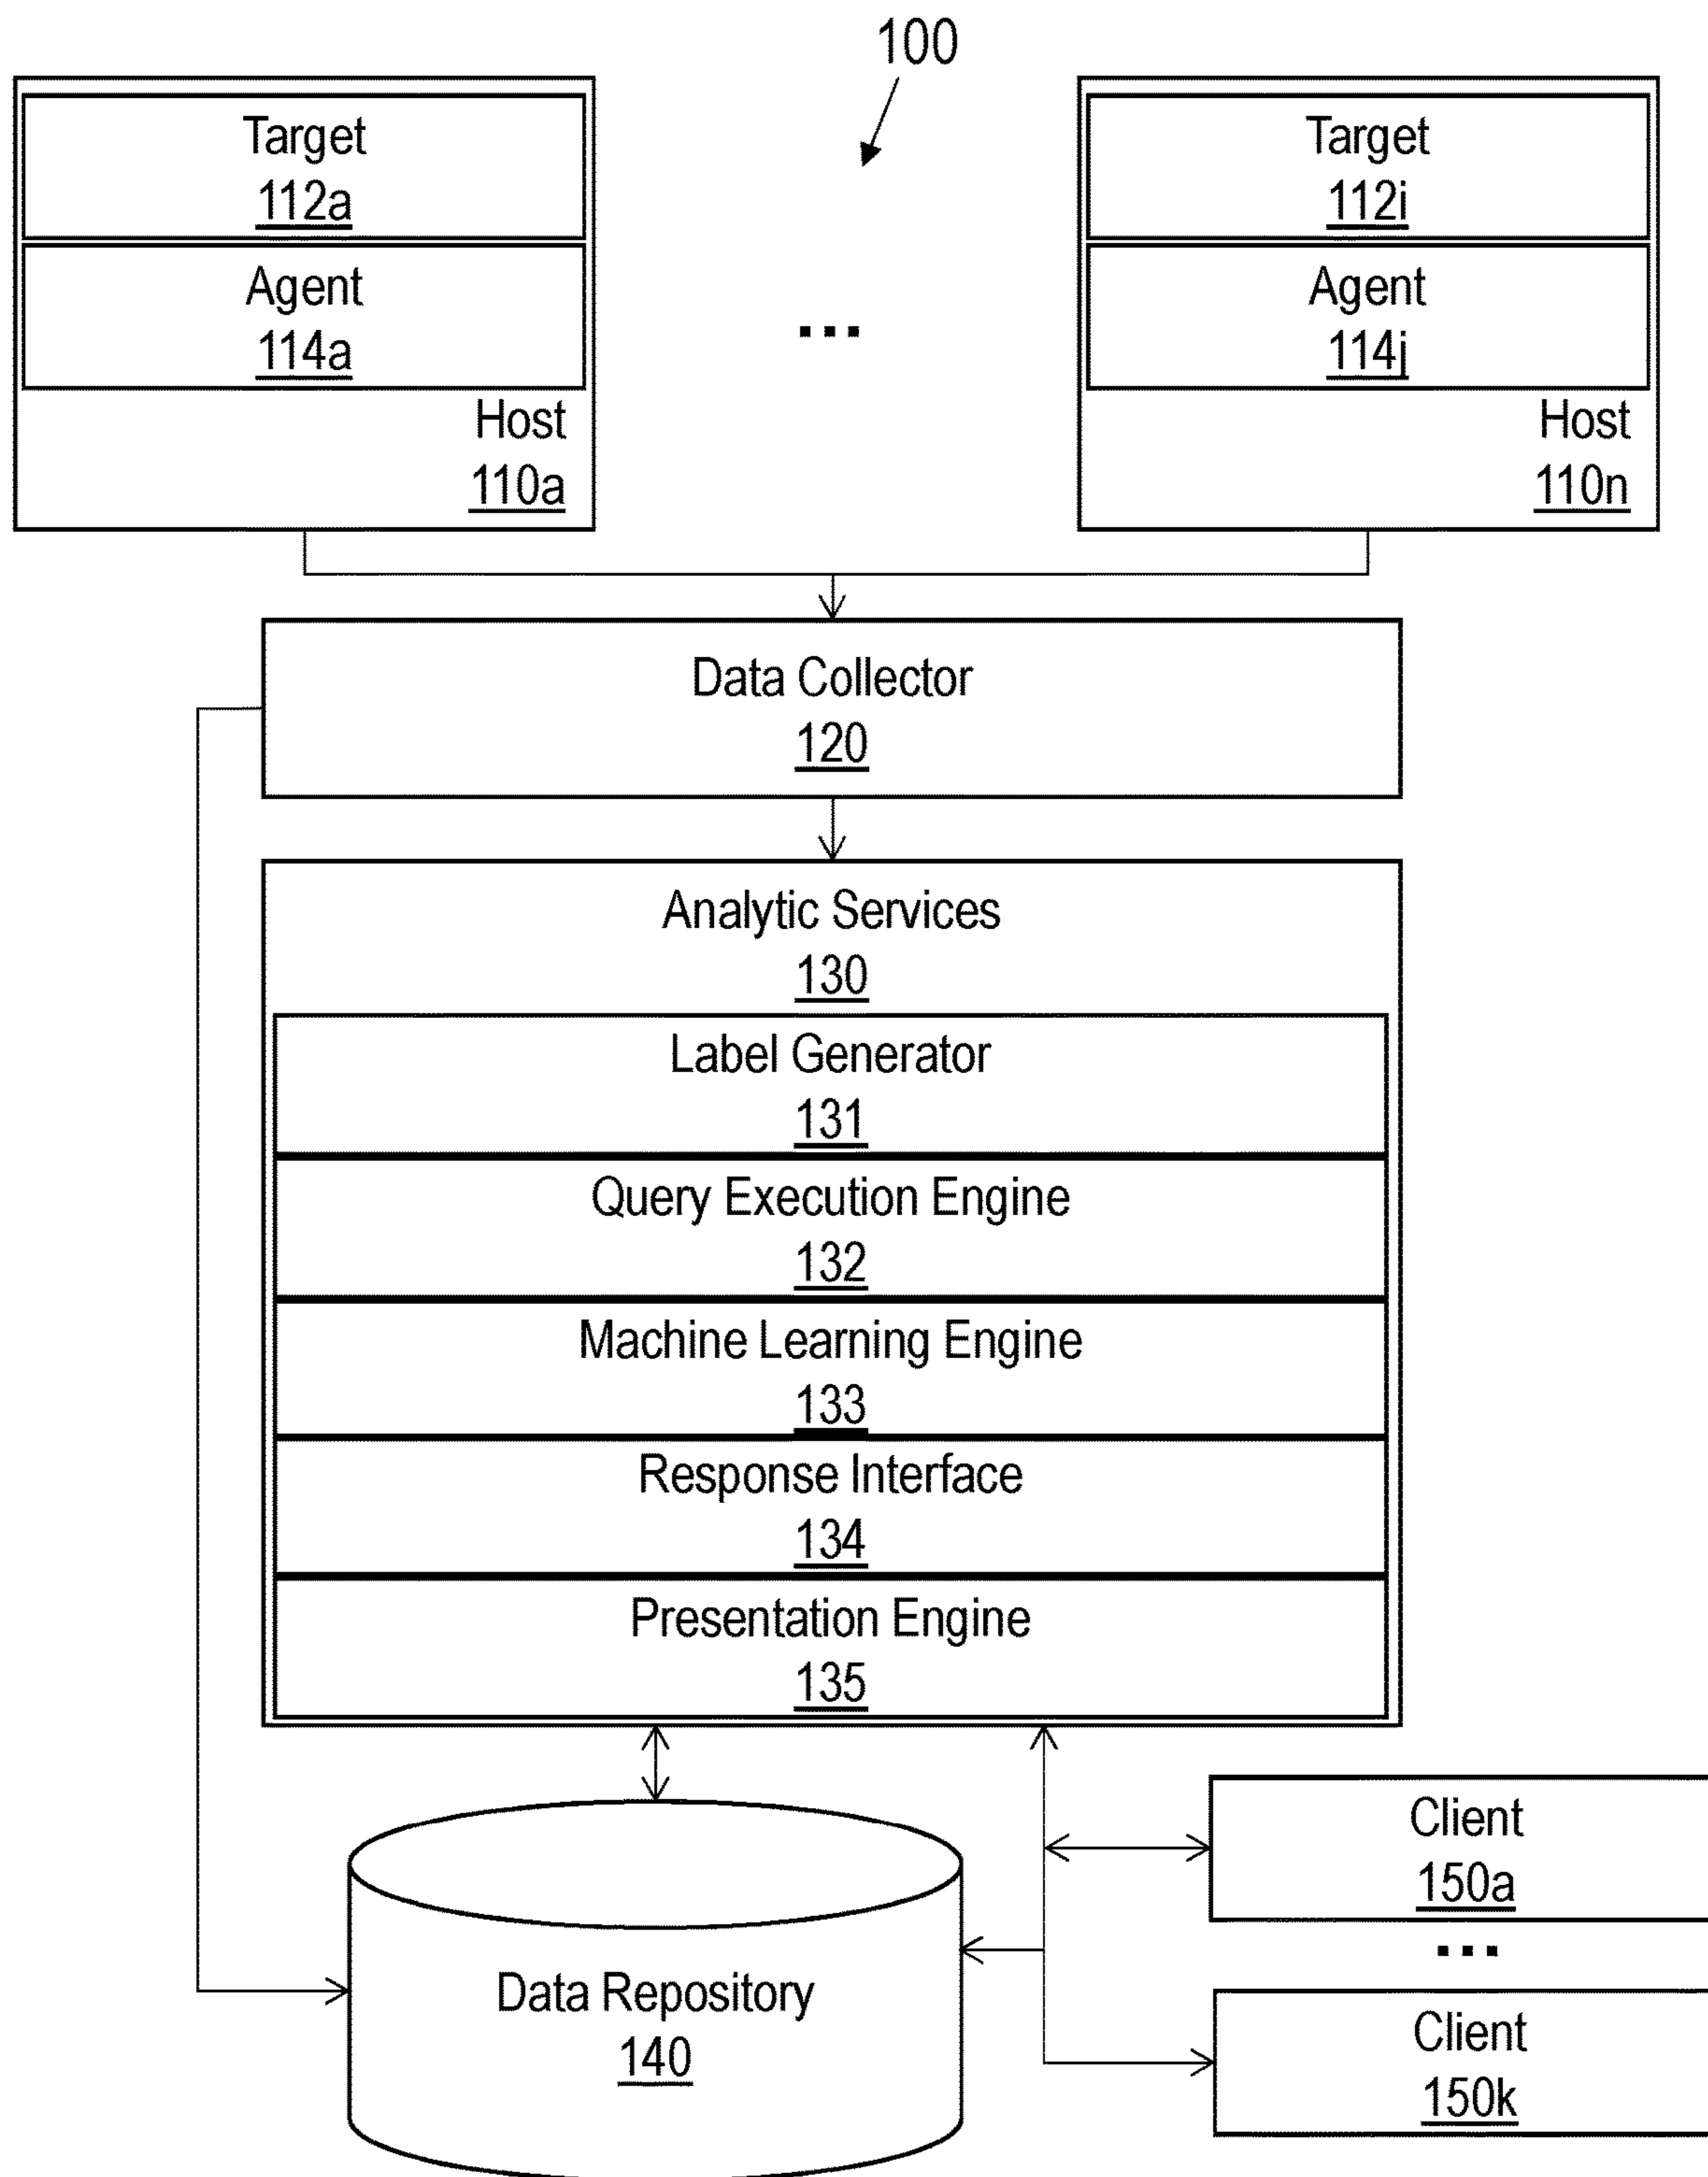 100
Target
112a
Agent
114a
Host
110a
...
Target
112i
Agent
114j
Host
110n
Data Collector
120
Analytic Services
130
Label Generator
131
Query Execution Engine
132
Machine Learning Engine
133
Response Interface
134
Presentation Engine
135
Data Repository
140
Client
150a
...
Client
150k